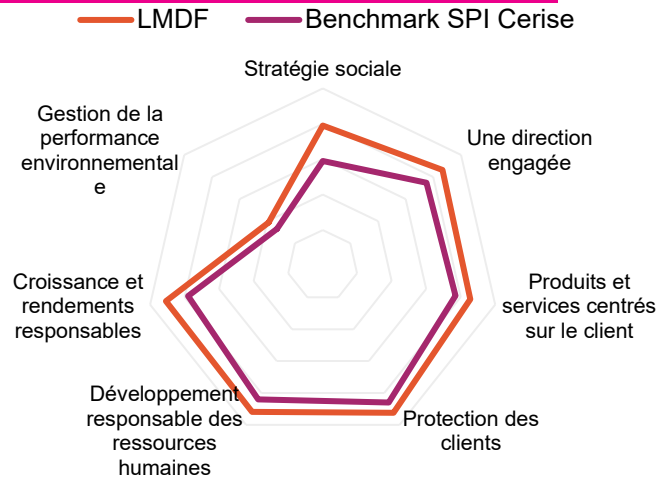 LMDF
Benchmark SPI Cerise
Stratégie sociale
Une direction
engagée
Produits et
services centrés
sur le client
Protection des
clients
Développement
responsable des
ressources
humaines
Croissance et
rendements
responsables
Gestion de la
performance
environnemental
e